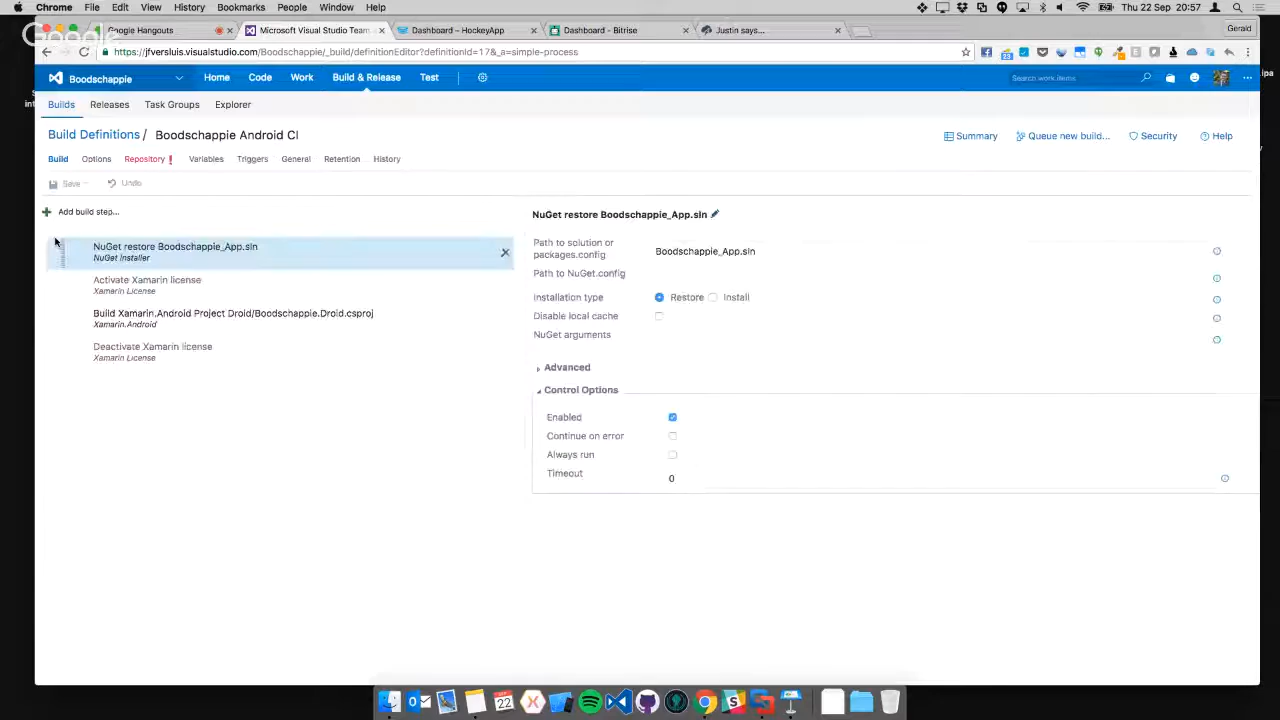 Chrome File Edit View History Bookmarks People Window Help Thu 22 Sep 20:57
Google Hangouts Microsoft Visual Studio Team Dashboard – HockeyApp Dashboard - Bitrise Justin says... Gerald
https://jfversluis.visualstudio.com/Boodschappie/_build/definitionEditor?definitionId=17&_a=simple-process
Boodschappie Home Code Work Build & Release Test Search work items
Builds Releases Task Groups Explorer
Build Definitions / Boodschappie Android CI Summary Queue new build... Security Help
Build Options Repository ! Variables Triggers General Retention History
Save Undo
Add build step...
NuGet restore Boodschappie_App.sln
NuGet Installer
Activate Xamarin license
Xamarin License
Build Xamarin.Android Project Droid/Boodschappie.Droid.csproj
Xamarin.Android
Deactivate Xamarin license
Xamarin License
NuGet restore Boodschappie_App.sln
Path to solution or
packages.config
Boodschappie_App.sln
Path to NuGet.config
Installation type Restore Install
Disable local cache
NuGet arguments
Advanced
Control Options
Enabled
Continue on error
Always run
Timeout 0
.ipa
22